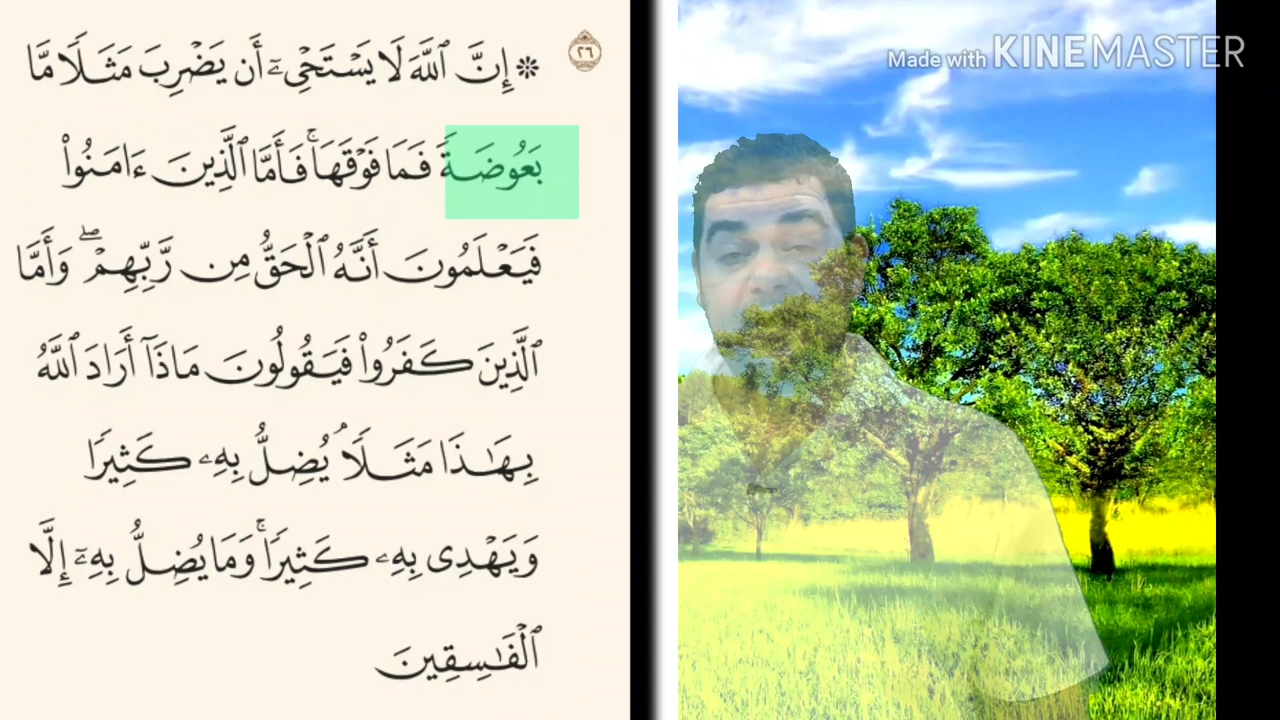 ۞ إِنَّ ٱللَّهَ لَا يَسۡتَحۡيِۦٓ أَن يَضۡرِبَ مَثَلٗا مَّا
بَعُوضَةٗ فَمَا فَوۡقَهَاۚ فَأَمَّا ٱلَّذِينَ ءَامَنُواْ
فَيَعۡلَمُونَ أَنَّهُ ٱلۡحَقُّ مِن رَّبِّهِمۡۖ وَأَمَّا
ٱلَّذِينَ كَفَرُواْ فَيَقُولُونَ مَاذَآ أَرَادَ ٱللَّهُ
بِهَٰذَا مَثَلٗاۘ يُضِلُّ بِهِۦ كَثِيرٗا
وَيَهۡدِي بِهِۦ كَثِيرٗاۚ وَمَا يُضِلُّ بِهِۦٓ إِلَّا
ٱلۡفَٰسِقِينَ
٢٦
Made with KINEMASTER